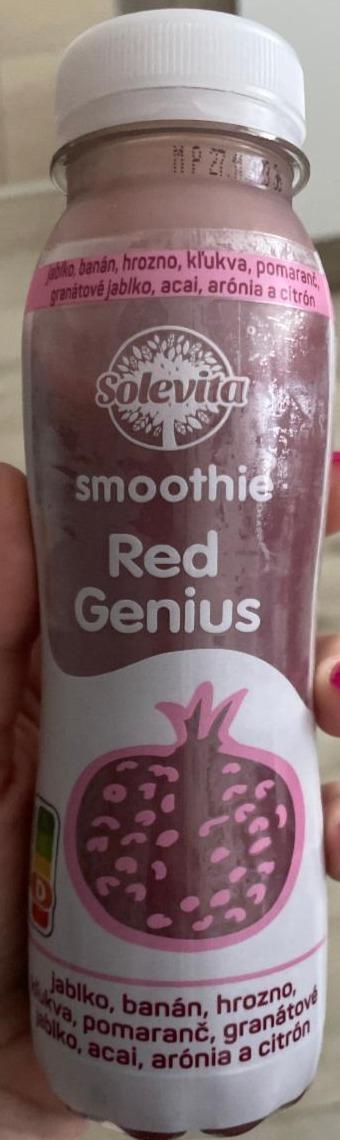 M P 27.
jablko, banán, hrozno, kľukva, pomaranč,
granátové jablko, acai, arónia a citrón
Solevita
smoothie
Red
Genius
D
jablko, banán, hrozno,
kľukva, pomaranč, granátové
jablko, acai, arónia a citrón